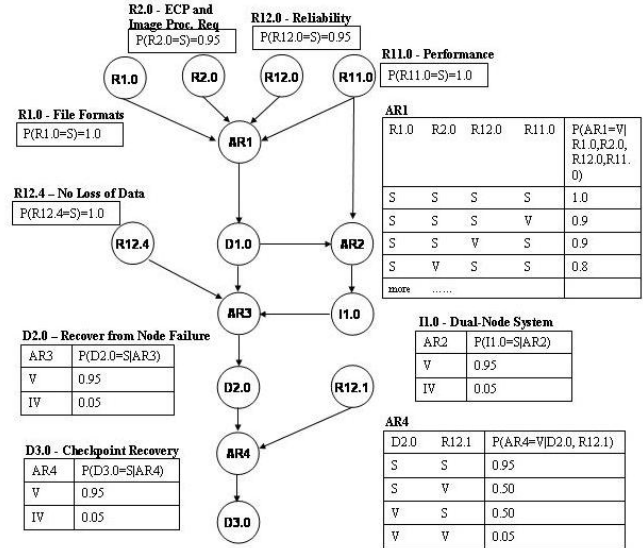 R2.0 - ECP and
Image Proc. Req
P(R2.0=S)=0.95
R12.0 - Reliability
P(R12.0=S)=0.95
R11.0 - Performance
P(R11.0=S)=1.0
R1.0
R2.0
R12.0
R11.0
R1.0 - File Formats
P(R1.0=S)=1.0
AR1
AR1
R1.0 R2.0 R12.0 R11.0 P(AR1=V|
R1.0,R2.0,
R12.0,R11.
0)
S S S S 1.0
S S S V 0.9
S S V S 0.9
S V S S 0.8
more ......
R12.4 – No Loss of Data
P(R12.4=S)=1.0
R12.4
D1.0
AR2
AR3
I1.0
D2.0 – Recover from Node Failure
AR3 P(D2.0=S|AR3)
V 0.95
IV 0.05
I1.0 - Dual-Node System
AR2 P(I1.0=S|AR2)
V 0.95
IV 0.05
D2.0
R12.1
D3.0 - Checkpoint Recovery
AR4 P(D3.0=S|AR4)
V 0.95
IV 0.05
AR4
D3.0
AR4
D2.0 R12.1 P(AR4=V|D2.0, R12.1)
S S 0.95
S V 0.50
V S 0.50
V V 0.05